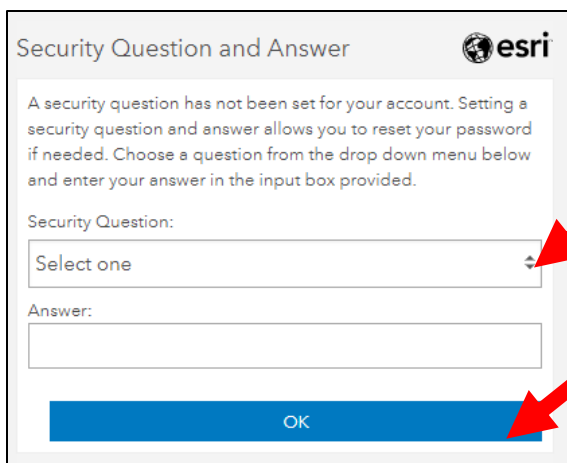 Security Question and Answer
esri
A security question has not been set for your account. Setting a
security question and answer allows you to reset your password
if needed. Choose a question from the drop down menu below
and enter your answer in the input box provided.
Security Question:
Select one
Answer:
OK